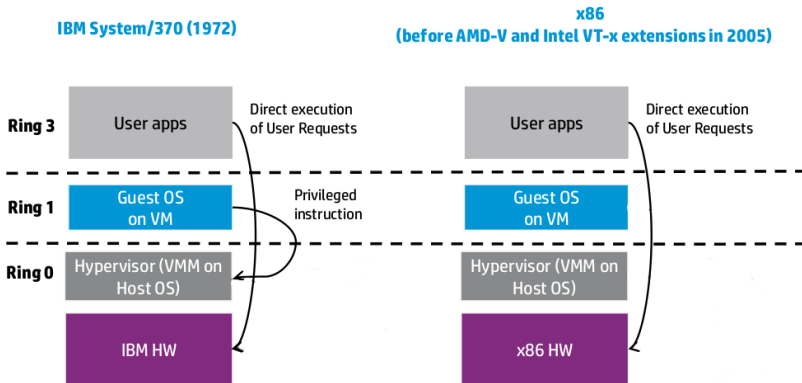 IBM System/370 (1972)
x86
(before AMD-V and Intel VT-x extensions in 2005)
Ring 3
User apps
Direct execution
of User Requests
User apps
Direct execution
of User Requests
Ring 1
Guest OS
on VM
Privileged
instruction
Guest OS
on VM
Ring 0
Hypervisor (VMM on
Host OS)
Hypervisor (VMM on
Host OS)
IBM HW
x86 HW